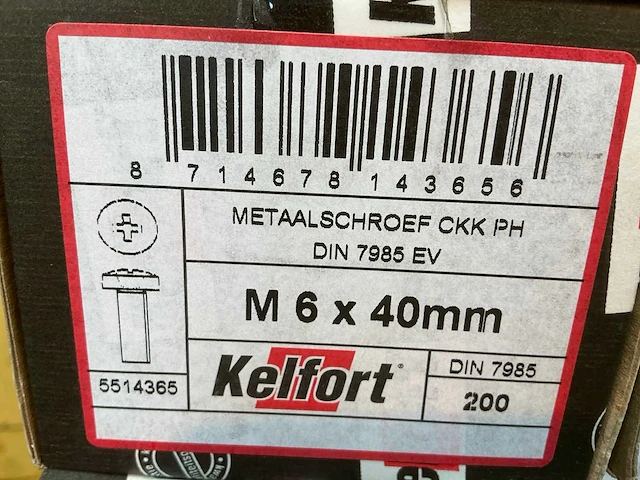 8 714678 143656
METAALSCHROEF CKK PH
DIN 7985 EV
M 6 x 40mm
5514365
Kelfort®
DIN 7985
200